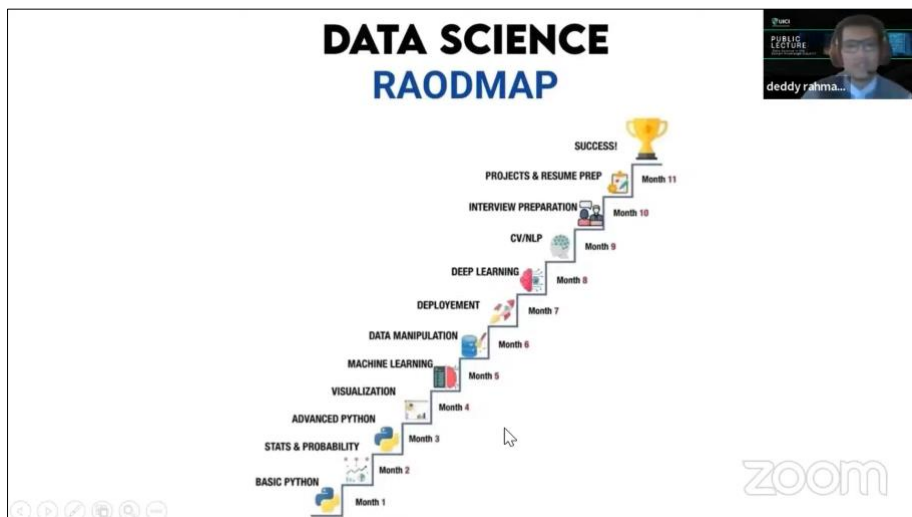 DATA SCIENCE
RAODMAP
UICI
PUBLIC
LECTURE
deddy rahma...
SUCCESS!
Month 11
PROJECTS & RESUME PREP
Month 10
INTERVIEW PREPARATION
Month 9
CV/NLP
Month 8
DEEP LEARNING
Month 7
DEPLOYEMENT
Month 6
DATA MANIPULATION
Month 5
MACHINE LEARNING
Month 4
VISUALIZATION
Month 3
ADVANCED PYTHON
Month 2
STATS & PROBABILITY
Month 1
BASIC PYTHON
zoom